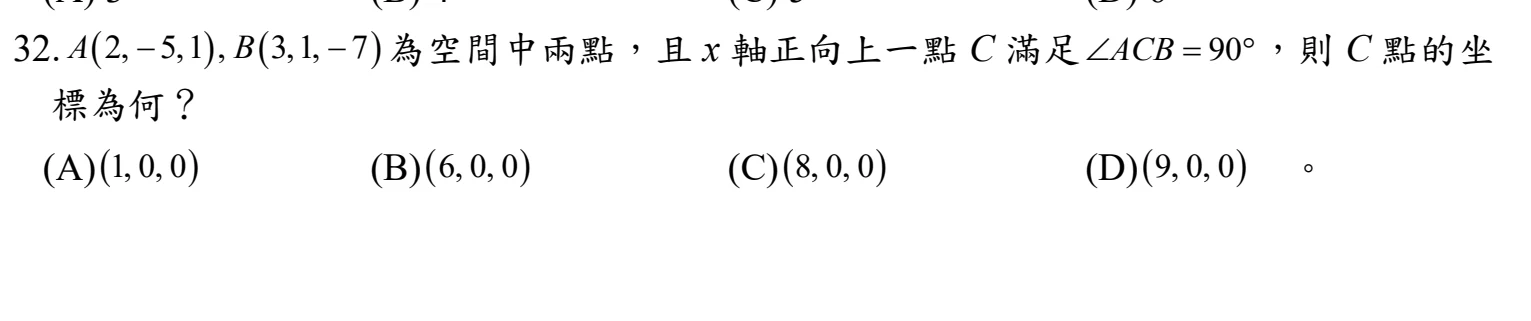 32. A(2, −5, 1), B(3, 1, −7) 為空間中兩點，且 x 軸正向上一點 C 滿足 ∠ACB = 90°，則 C 點的坐
標為何？
(A)(1, 0, 0) (B)(6, 0, 0) (C)(8, 0, 0) (D)(9, 0, 0) 。